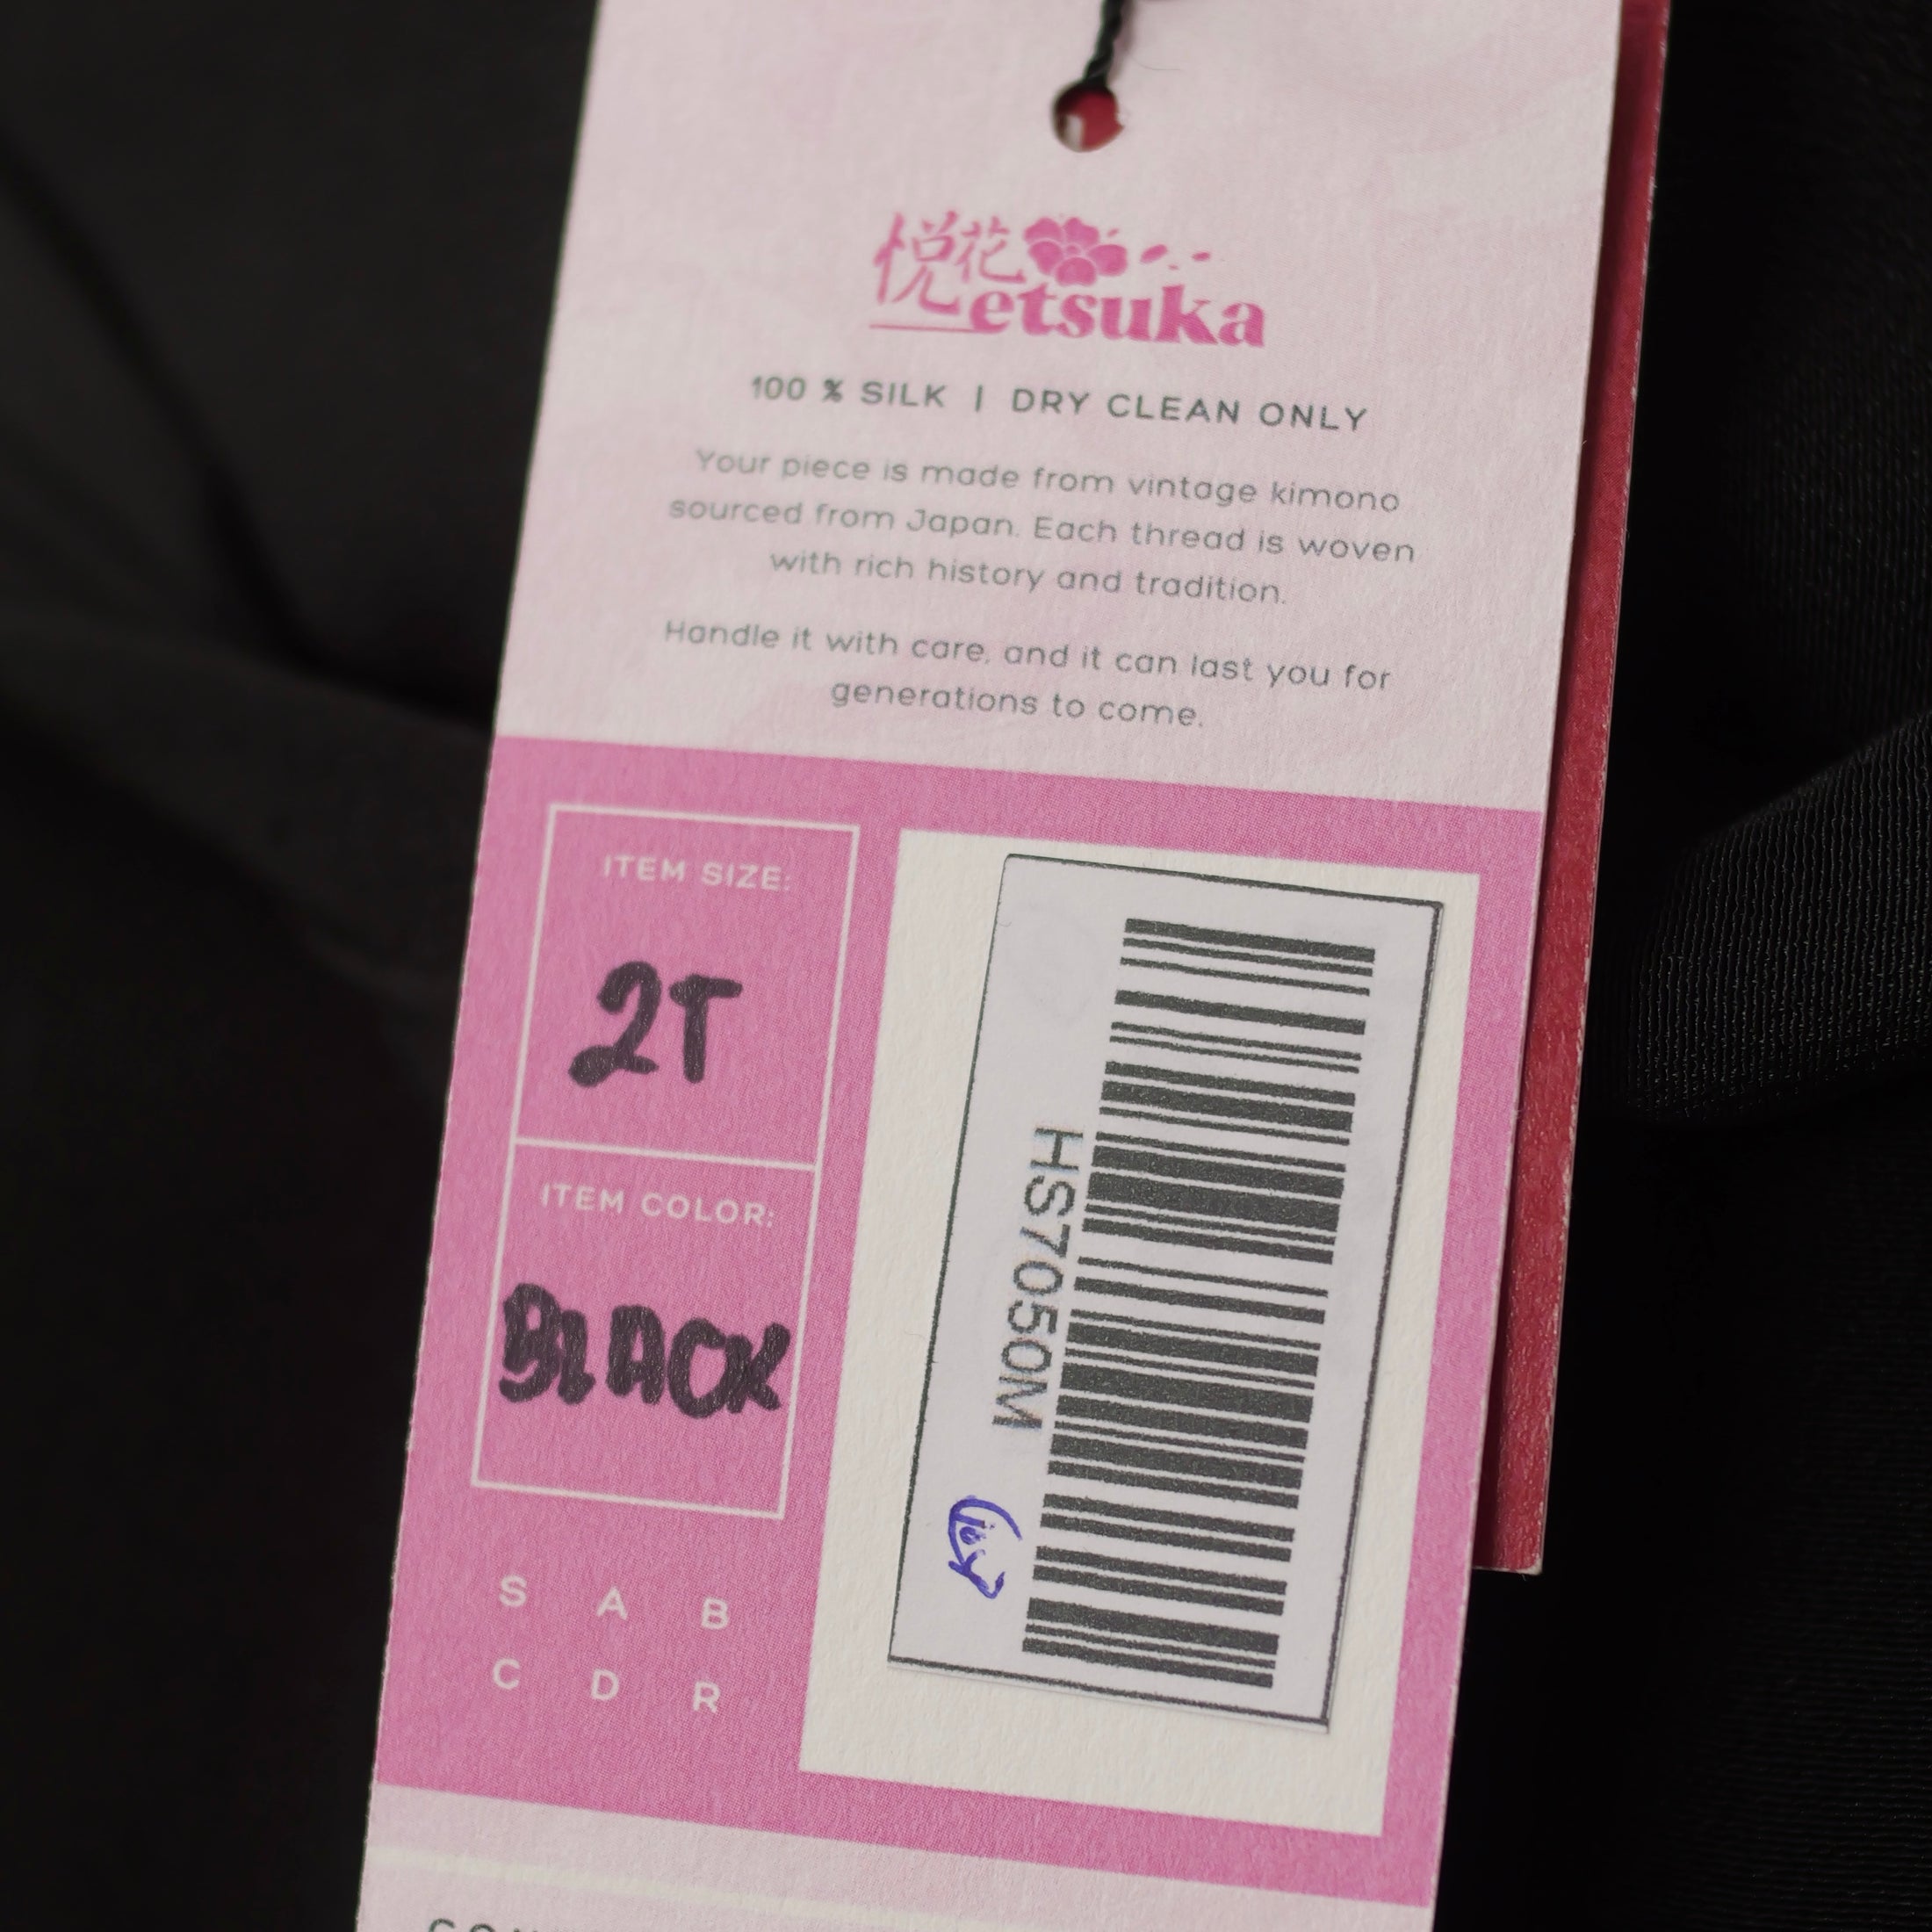 悦花
etsuka
100 % SILK | DRY CLEAN ONLY
Your piece is made from vintage kimono
sourced from Japan. Each thread is woven
with rich history and tradition.
Handle it with care, and it can last you for
generations to come.
ITEM SIZE:
2T
ITEM COLOR:
BLACK
S A B
C D R
HS7050M